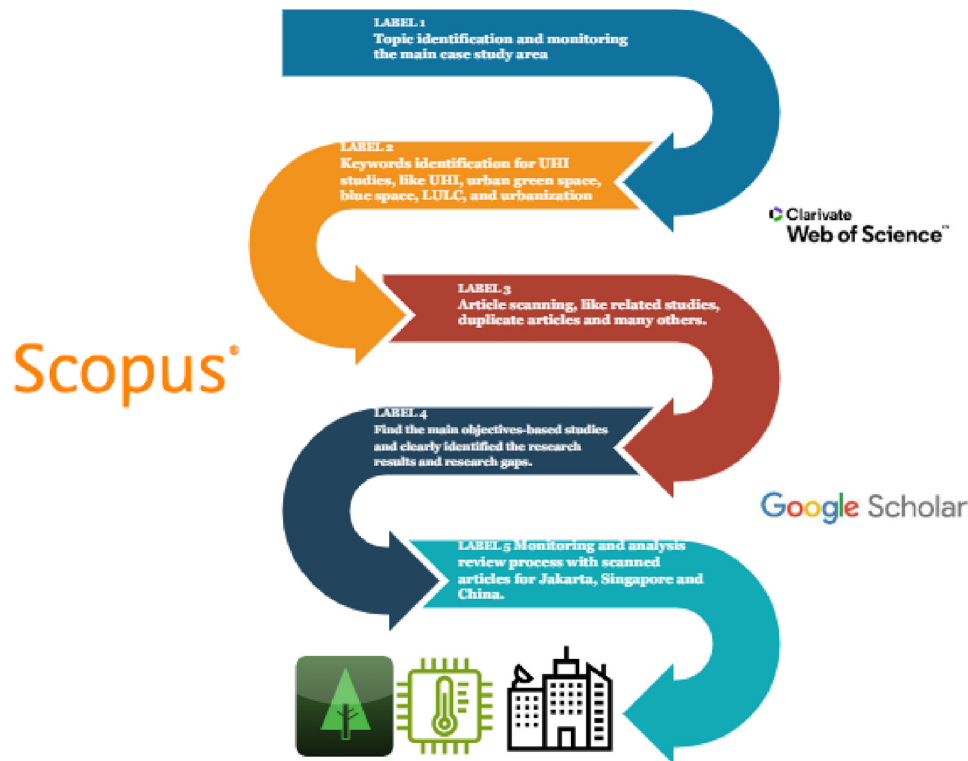 LABEL 1
Topic identification and monitoring
the main case study area
LABEL 2
Keywords identification for UHI
studies, like UHI, urban green space,
blue space, LULC, and urbanization
Clarivate
Web of Science™
LABEL 3
Article scanning, like related studies,
duplicate articles and many others.
Scopus®
LABEL 4
Find the main objectives-based studies
and clearly identified the research
results and research gaps.
Google Scholar
LABEL 5 Monitoring and analysis
review process with scanned
articles for Jakarta, Singapore and
China.